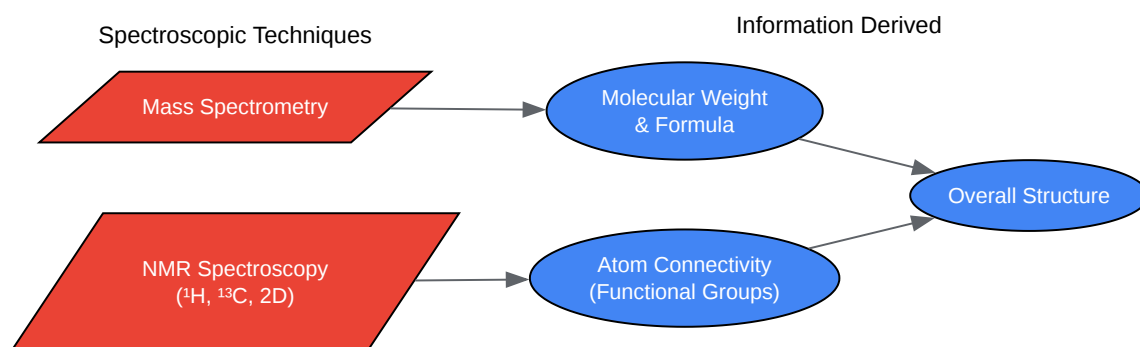 Spectroscopic Techniques
Information Derived
Mass Spectrometry
Molecular Weight
& Formula
Overall Structure
NMR Spectroscopy
(¹H, ¹³C, 2D)
Atom Connectivity
(Functional Groups)